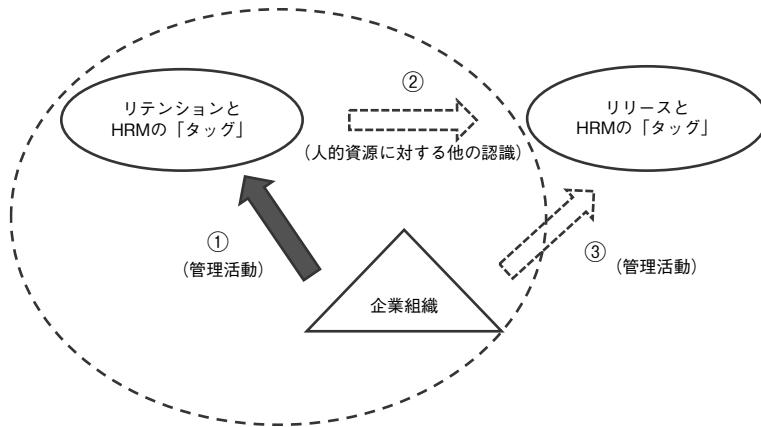 リテンションと
HRMの「タッグ」
②
(人的資源に対する他の認識)
リリースと
HRMの「タッグ」
①
(管理活動)
③
(管理活動)
企業組織